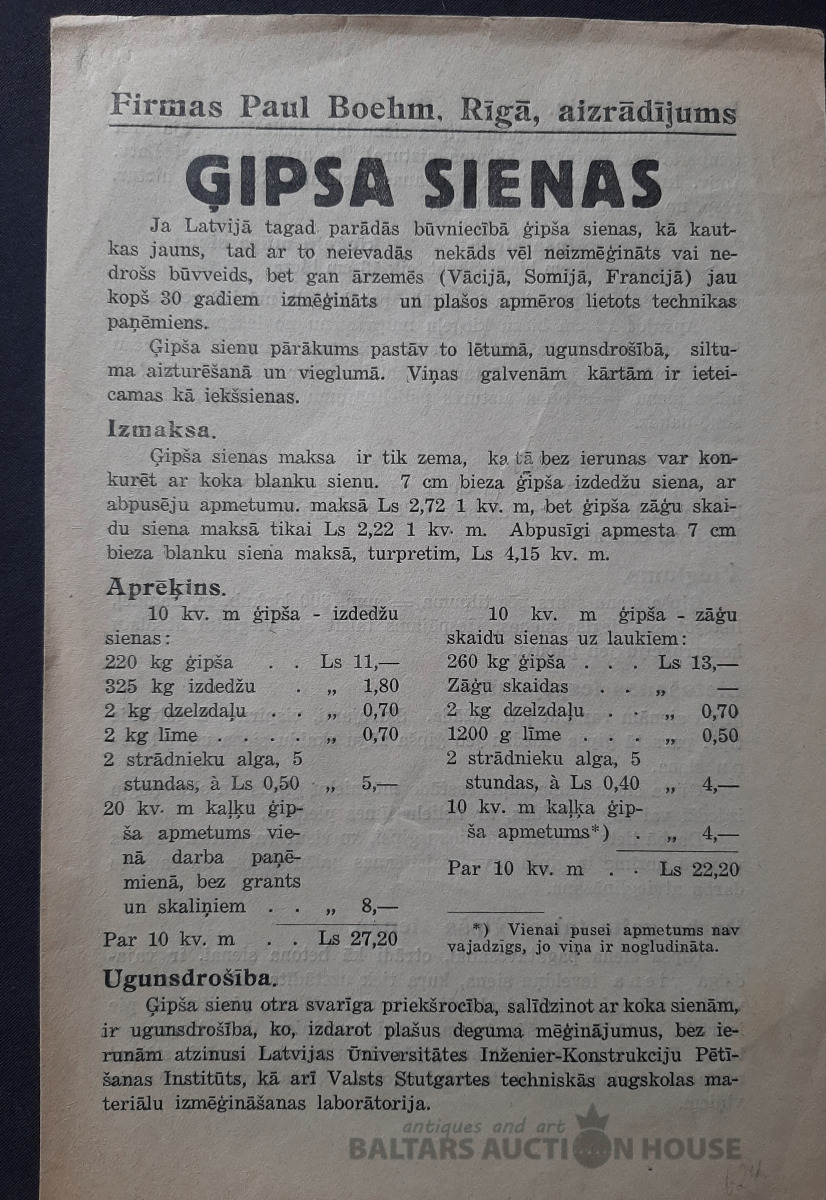 Firmas Paul Boehm, Rīgā, aizrādījums
ĢIPSA SIENAS
Ja Latvijā tagad parādās būvniecībā ģipša sienas, kā kaut-
kas jauns, tad ar to neievadās nekāds vēl neizmēģināts vai ne-
drošs būvveids, bet gan ārzemēs (Vācijā, Somijā, Francijā) jau
kopš 30 gadiem izmēģināts un plašos apmēros lietots technikas
paņēmiens.
Ģipša sienu pārākums pastāv to lētumā, ugunsdrošībā, siltu-
ma aizturēšanā un vieglumā. Viņas galvenām kārtām ir ietei-
camas kā iekšsienas.
Izmaksa.
Ģipša sienas maksa ir tik zema, ka tā bez ierunas var kon-
kurēt ar koka blanku sienu. 7 cm bieza ģipša izdedžu siena, ar
abpusēju apmetumu. maksā Ls 2,72 1 kv. m, bet ģipša zāģu skai-
du siena maksā tikai Ls 2,22 1 kv. m. Abpusīgi apmesta 7 cm
bieza blanku siena maksā, turpretim, Ls 4,15 kv. m.
Aprēķins.
10 kv. m ģipša - izdedžu
sienas:
220 kg ģipša . . Ls 11,—
325 kg izdedžu . „ 1,80
2 kg dzelzdaļu . . „ 0,70
2 kg līme . . . . „ 0,70
2 strādnieku alga, 5
stundas, à Ls 0,50 „ 5,—
20 kv. m kaļķu ģip-
ša apmetums vie-
nā darba paņē-
mienā, bez grants
un skaliņiem . . „ 8,—
Par 10 kv. m . . Ls 27,20
10 kv. m ģipša - zāģu
skaidu sienas uz laukiem:
260 kg ģipša . . . Ls 13,—
Zāģu skaidas . . „ —
2 kg dzelzdaļu . . „ 0,70
1200 g līme . . . „ 0,50
2 strādnieku alga, 5
stundas, à Ls 0,40 „ 4,—
10 kv. m kaļķa ģip-
ša apmetums*) . „ 4,—
Par 10 kv. m . . Ls 22,20
*) Vienai pusei apmetums nav
vajadzīgs, jo viņa ir nogludināta.
Ugunsdrošība.
Ģipša sienu otra svarīga priekšrocība, salīdzinot ar koka sienām,
ir ugunsdrošība, ko, izdarot plašus deguma mēģinājumus, bez ie-
runām atzinusi Latvijas Ūniversitātes Inženier-Konstrukciju Pētī-
šanas Institūts, kā arī Valsts Stutgartes techniskās augskolas ma-
teriālu izmēģināšanas laborātorija.
antiques and art
BALTARS AUCTION HOUSE